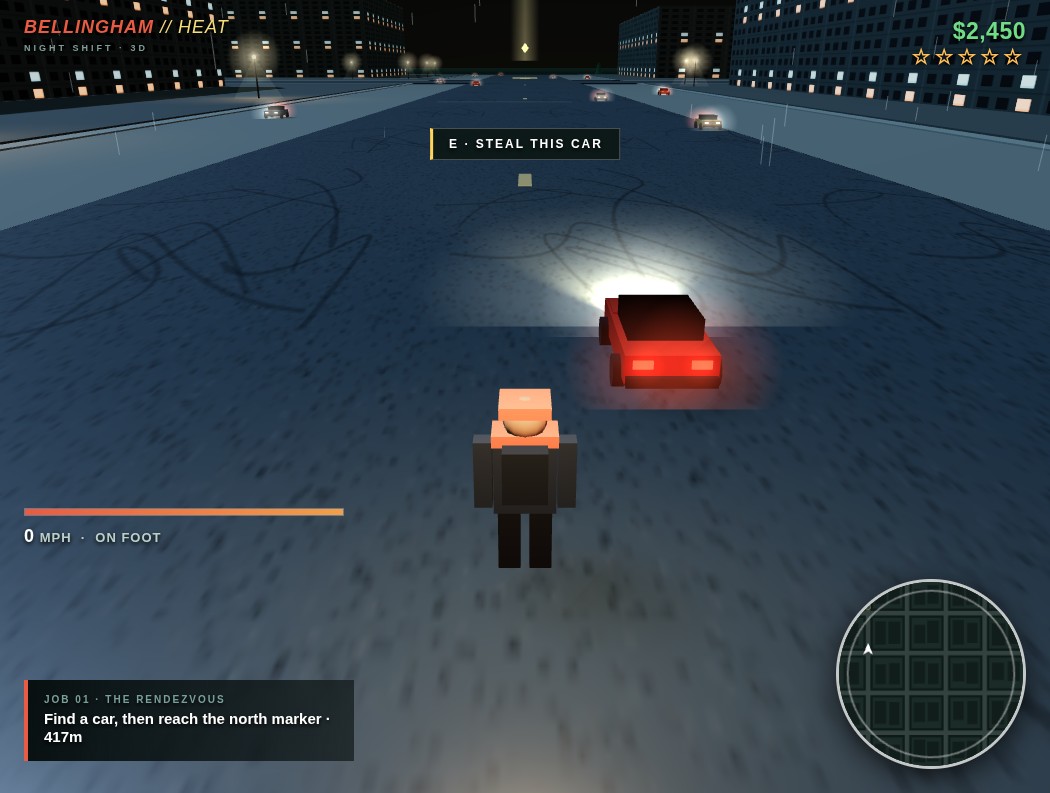 BELLINGHAM // HEAT
NIGHT SHIFT · 3D
$2,450
E · STEAL THIS CAR
0 MPH · ON FOOT
JOB 01 · THE RENDEZVOUS
Find a car, then reach the north marker ·
417m